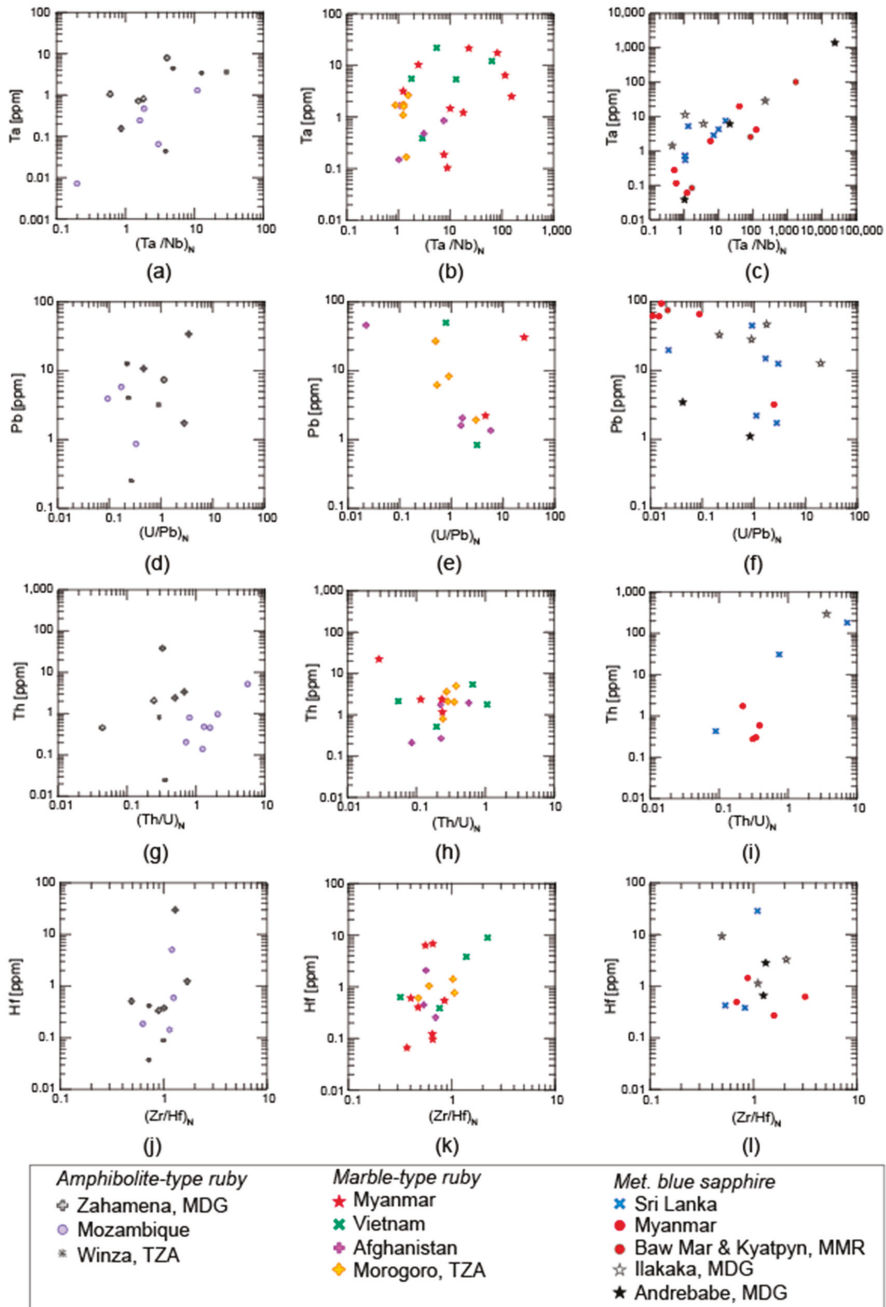 100
100
10,000
10
10
1,000
1
1
100
Ta [ppm]
Ta [ppm]
Ta [ppm]
10
0.1
1
0.1
0.01
0.1
0.001
0.01
0.01
0.1 1 10 100
0.1 1 10 100 1,000
0.1 1 10 100 1,000 100,000
(Ta /Nb)N
(Ta /Nb)N
(Ta /Nb)N
(a)
(b)
(c)
100
100
100
10
10
10
Pb [ppm]
Pb [ppm]
Pb [ppm]
1
1
1
0.1
0.1
0.1
0.01 0.1 1 10 100
0.01 0.1 1 10 100
0.01 0.1 1 10 100
(U/Pb)N
(U/Pb)N
(U/Pb)N
(d)
(e)
(f)
1,000
1,000
1,000
100
100
100
10
10
10
Th [ppm]
Th [ppm]
Th [ppm]
1
1
1
0.1
0.1
0.1
0.01
0.01
0.01
0.01 0.1 1 10
0.01 0.1 1 10
0.01 0.1 1 10
(Th/U)N
(Th/U)N
(Th/U)N
(g)
(h)
(i)
100
100
100
10
10
10
Hf [ppm]
Hf [ppm]
Hf [ppm]
1
1
1
0.1
0.1
0.1
0.01
0.01
0.01
0.1 1 10
0.1 1 10
0.1 1 10
(Zr/Hf)N
(Zr/Hf)N
(Zr/Hf)N
(j)
(k)
(l)
Amphibolite-type ruby
Zahamena, MDG
Mozambique
Winza, TZA
Marble-type ruby
Myanmar
Vietnam
Afghanistan
Morogoro, TZA
Met. blue sapphire
Sri Lanka
Myanmar
Baw Mar & Kyatpyn, MMR
Ilakaka, MDG
Andrebabe, MDG